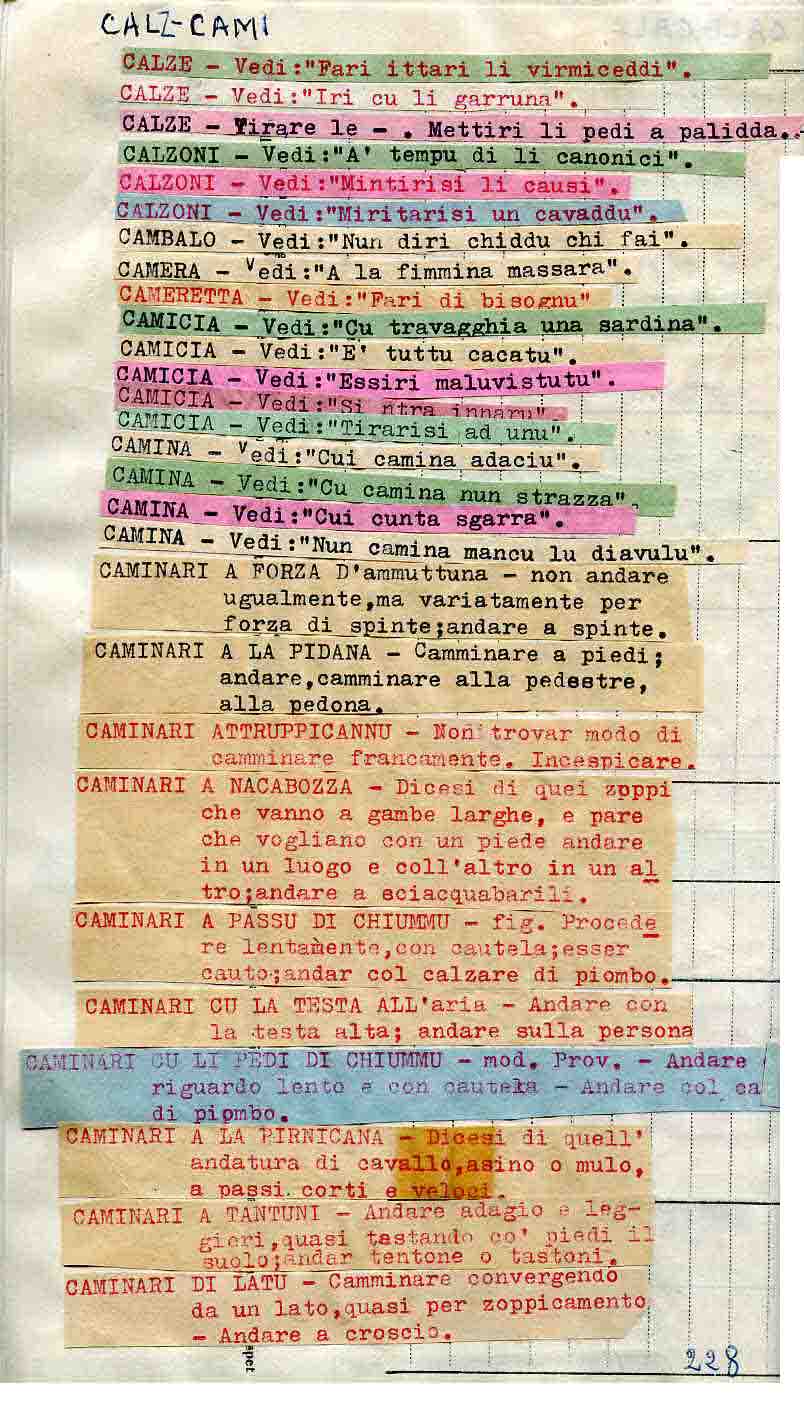 CALZ-CAMI
CALZE - Vedi:"Fari ittari li virmiceddi".
CALZE - Vedi:"Iri cu li garruna".
CALZE - Tirare le - . Mettiri li pedi a palidda..
CALZONI - Vedi:"A' tempu di li canonici".
CALZONI - Vedi:"Mintirisi li causi".
CALZONI - Vedi:"Miritarisi un cavaddu".
CAMBALO - Vedi:"Nun diri chiddu chi fai".
CAMERA - Vedi:"A la fimmina massara".
CAMERETTA - Vedi:"Fari di bisognu"
CAMICIA - Vedi:"Cu travagghia una sardina".
CAMICIA - Vedi:"E' tuttu cacatu".
CAMICIA - Vedi:"Essiri maluvistutu".
CAMICIA - Vedi:"Si ntra innaru".
CAMICIA - Vedi:"Tirarisi ad unu".
CAMINA - Vedi:"Cui camina adaciu".
CAMINA - Vedi:"Cu camina nun strazza".
CAMINA - Vedi:"Cui cunta sgarra".
CAMINA - Vedi:"Nun camina mancu lu diavulu".
CAMINARI A FORZA D'ammuttuna - non andare
ugualmente,ma variatamente per
forza di spinte;andare a spinte.
CAMINARI A LA PIDANA - Camminare a piedi;
andare,camminare alla pedestre,
alla pedona.
CAMINARI ATTRUPPICANNU - Non trovar modo di
camminare francamente. Incespicare.
CAMINARI A NACABOZZA - Dicesi di quei zoppi
che vanno a gambe larghe, e pare
che vogliano con un piede andare
in un luogo e coll'altro in un al
tro;andare a sciacquabarili.
CAMINARI A PASSU DI CHIUMMU - fig. Procede
re lentamente,con cautela;esser
cauto;andar col calzare di piombo.
CAMINARI CU LA TESTA ALL'aria - Andare con
la testa alta; andare sulla persona
CAMINARI CU LI PEDI DI CHIUMMU - mod. Prov. - Andare
riguardo lento e con cautela - Andare col ca
di piombo.
CAMINARI A LA PIRNICANA - Dicesi di quell'
andatura di cavallo,asino o mulo,
a passi corti e veloci.
CAMINARI A TANTUNI - Andare adagio e leg-
gieri,quasi tastando co' piedi il
suolo;andar tentone o tastoni.
CAMINARI DI LATU - Camminare convergendo
da un lato,quasi per zoppicamento
- Andare a croscio.
spet
228